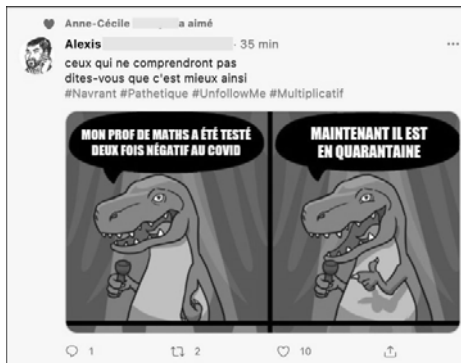 Anne-Cécile a aimé
Alexis · 35 min
ceux qui ne comprendront pas
dites-vous que c'est mieux ainsi
#Navrant #Pathetique #UnfollowMe #Multiplicatif
MON PROF DE MATHS A ÉTÉ TESTÉ
DEUX FOIS NÉGATIF AU COVID
MAINTENANT IL EST
EN QUARANTAINE
1 2 10